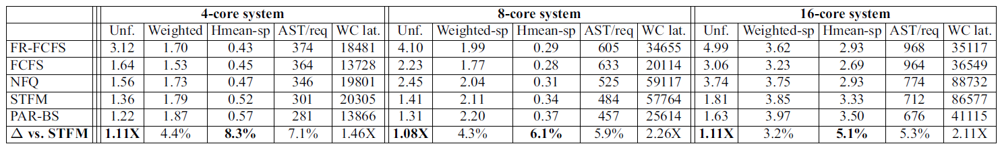 4-core system 8-core system 16-core system
Unf. Weighted Hmean-sp AST/req WC lat. Unf. Weighted-sp Hmean-sp AST/req WC lat. Unf. Weighted-sp Hmean-sp AST/req WC lat.
FR-FCFS 3.12 1.70 0.43 374 18481 4.10 1.99 0.29 605 34655 4.99 3.62 2.93 968 35117
FCFS 1.64 1.53 0.45 364 13728 2.23 1.77 0.28 633 20114 3.06 3.23 2.69 964 36549
NFQ 1.56 1.73 0.47 346 19801 2.45 2.04 0.31 525 59117 3.74 3.75 2.93 774 88732
STFM 1.36 1.79 0.52 301 20305 1.41 2.11 0.34 484 57764 1.81 3.85 3.33 712 86577
PAR-BS 1.22 1.87 0.57 281 13866 1.31 2.20 0.37 457 25614 1.63 3.97 3.50 676 41115
Δ vs. STFM 1.11X 4.4% 8.3% 7.1% 1.46X 1.08X 4.3% 6.1% 5.9% 2.26X 1.11X 3.2% 5.1% 5.3% 2.11X